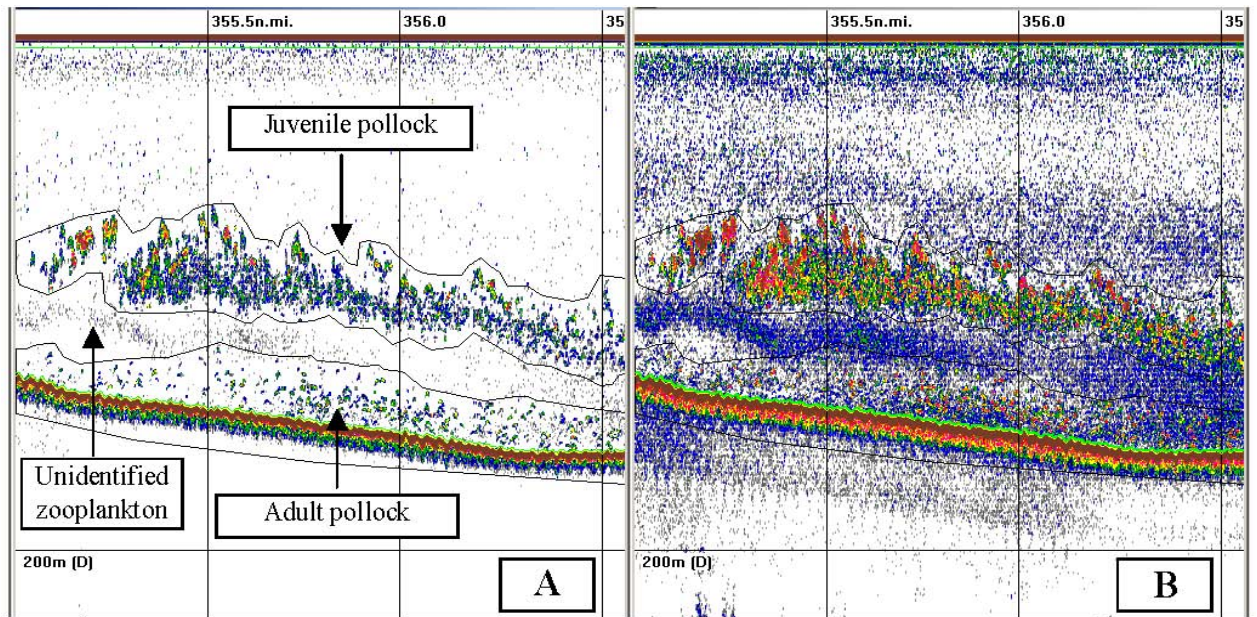 355.5n.mi.
356.0
35
355.5n.mi.
356.0
35
Juvenile pollock
Unidentified
zooplankton
Adult pollock
200m (D)
A
200m (D)
B